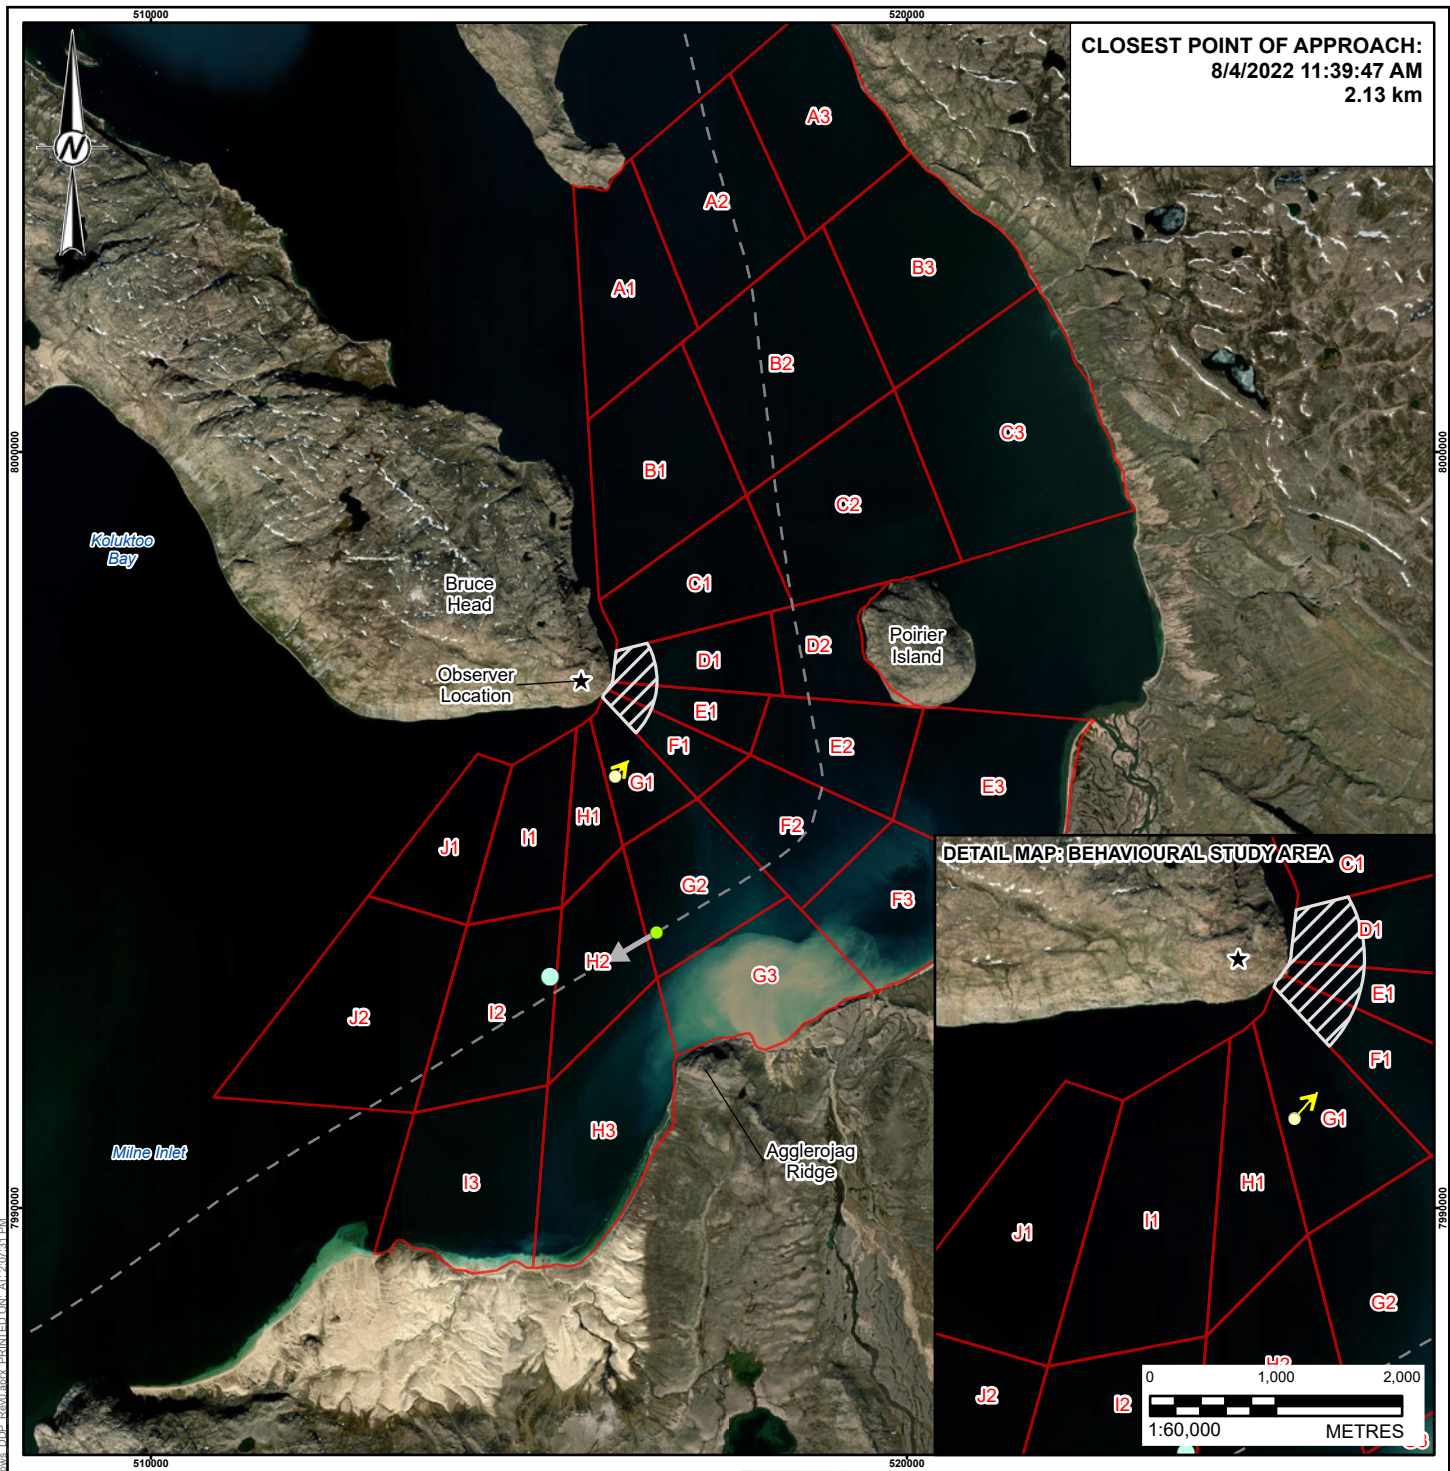 510000
520000
CLOSEST POINT OF APPROACH:
8/4/2022 11:39:47 AM
2.13 km
N
A3
A2
A1
B3
B2
B1
C3
C2
C1
8000000
8000000
Koluktoo
Bay
Bruce
Head
Observer
Location
Poirier
Island
D1
D2
E1
E2
E3
F1
F2
F3
G1
G2
G3
H1
H2
H3
I1
I2
I3
J1
J2
Milne Inlet
Agglerojag
Ridge
7990000
7990000
DETAIL MAP: BEHAVIOURAL STUDY AREA
C1
D1
E1
F1
G1
H1
I1
J1
G2
H2
I2
J2
0 1,000 2,000
1:60,000 METRES
510000
520000